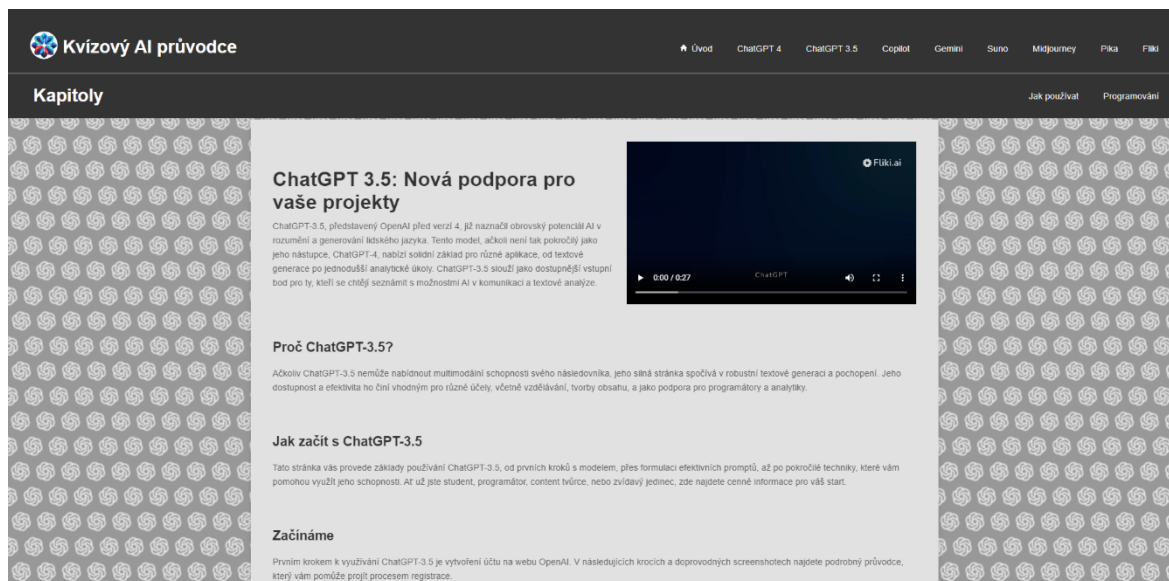 Kvízový AI průvodce
Úvod ChatGPT 4 ChatGPT 3.5 Copilot Gemini Suno Midjourney Pika Fliki
Kapitoly
Jak používat Programování
ChatGPT 3.5: Nová podpora pro
vaše projekty
ChatGPT-3.5, představený OpenAI před verzí 4, již naznačil obrovský potenciál AI v
rozumění a generování lidského jazyka. Tento model, ačkoli není tak pokročilý jako
jeho nástupce, ChatGPT-4, nabízí solidní základ pro různé aplikace, od textové
generace po jednodušší analytické úkoly. ChatGPT-3.5 slouží jako dostupnější vstupní
bod pro ty, kteří se chtějí seznámit s možnostmi AI v komunikaci a textové analýze.
Fliki.ai
0:00 / 0:27
ChatGPT
Proč ChatGPT-3.5?
Ačkoliv ChatGPT-3.5 nemůže nabídnout multimodální schopnosti svého následovníka, jeho silná stránka spočívá v robustní textové generaci a pochopení. Jeho
dostupnost a efektivita ho činí vhodným pro různé účely, včetně vzdělávání, tvorby obsahu, a jako podpora pro programátory a analytiky.
Jak začít s ChatGPT-3.5
Tato stránka vás provede základy používání ChatGPT-3.5, od prvních kroků s modelem, přes formulaci efektivních promptů, až po pokročilé techniky, které vám
pomohou využít jeho schopnosti. Ať už jste student, programátor, content tvůrce, nebo zvídavý jedinec, zde najdete cenné informace pro váš start.
Začínáme
Prvním krokem k využívání ChatGPT-3.5 je vytvoření účtu na webu OpenAI. V následujících krocích a doprovodných screenshotech najdete podrobný průvodce,
který vám pomůže projít procesem registrace.